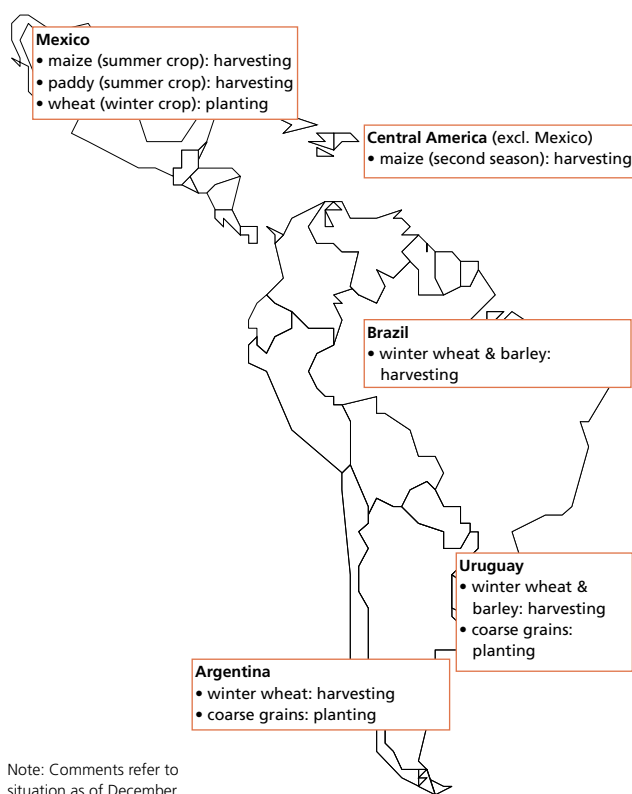 Mexico
• maize (summer crop): harvesting
• paddy (summer crop): harvesting
• wheat (winter crop): planting
Central America (excl. Mexico)
• maize (second season): harvesting
Brazil
• winter wheat & barley:
harvesting
Uruguay
• winter wheat &
barley: harvesting
• coarse grains:
planting
Argentina
• winter wheat: harvesting
• coarse grains: planting
Note: Comments refer to
situation as of December.